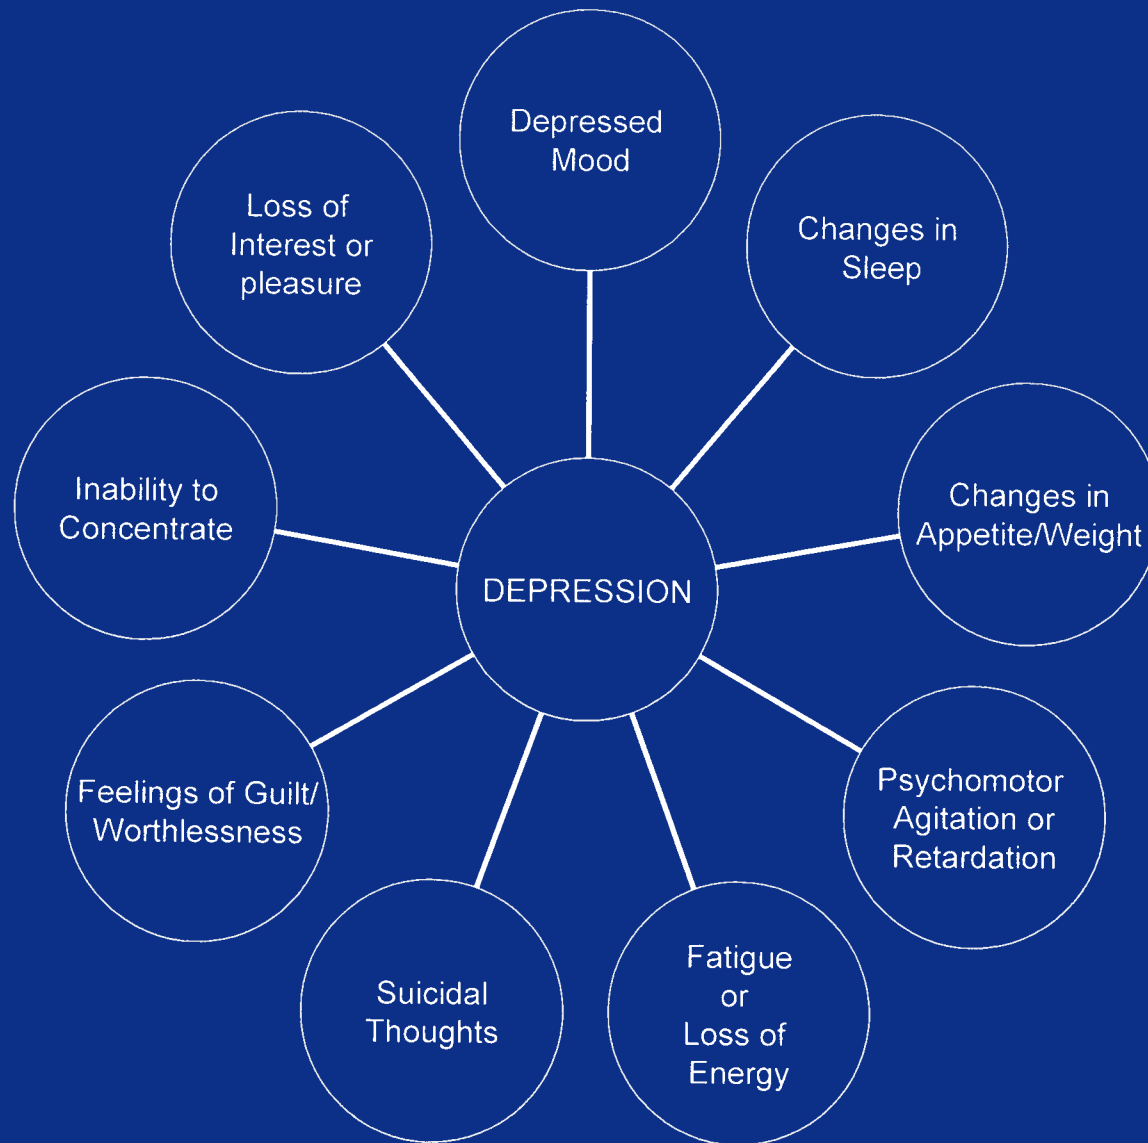 Depressed
Mood
Changes in
Sleep
Changes in
Appetite/Weight
Psychomotor
Agitation or
Retardation
Fatigue
or
Loss of
Energy
Suicidal
Thoughts
Feelings of Guilt/
Worthlessness
Inability to
Concentrate
Loss of
Interest or
pleasure
DEPRESSION